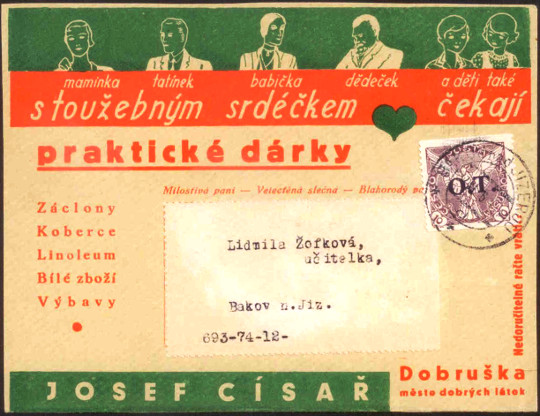 maminka tatínek babička dědeček a děti také
s toužebným srdéčkem čekají
praktické dárky
Milostivá paní — Velectěná slečna — Blahorodý
O.T.
Záclony
Koberce
Linoleum
Bílé zboží
Výbavy
Lidmila Žofková,
učitelka,
Bakov n.Jiz.
693-74-12-
Nedoručitelné račte
JOSEF CÍSAŘ
Dobruška
město dobrých látek